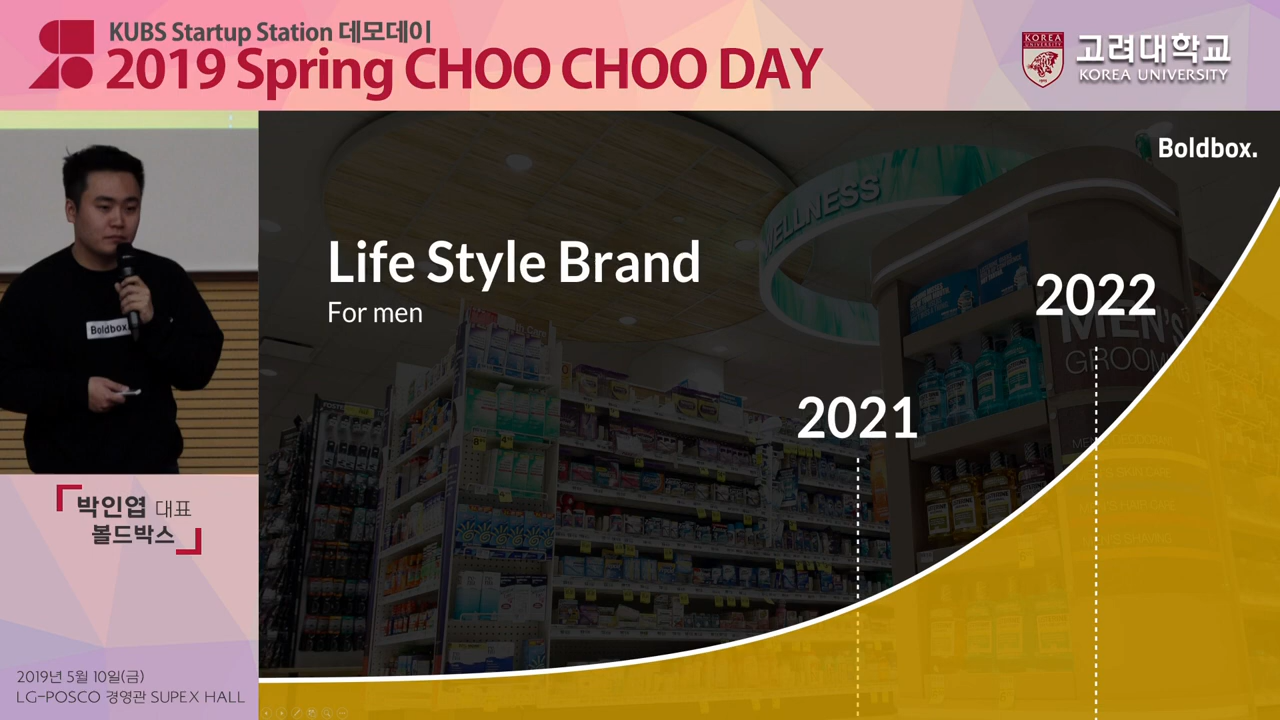 KUBS Startup Station 데모데이
2019 Spring CHOO CHOO DAY
KOREA
UNIVERSITY
고려대학교
KOREA UNIVERSITY
Boldbox.
WELLNESS
Life Style Brand
For men
2022
MEN'S
GROOM
2021
Boldbox.
박인엽 대표
볼드박스
2019년 5월 10일(금)
LG-POSCO 경영관 SUPEX HALL